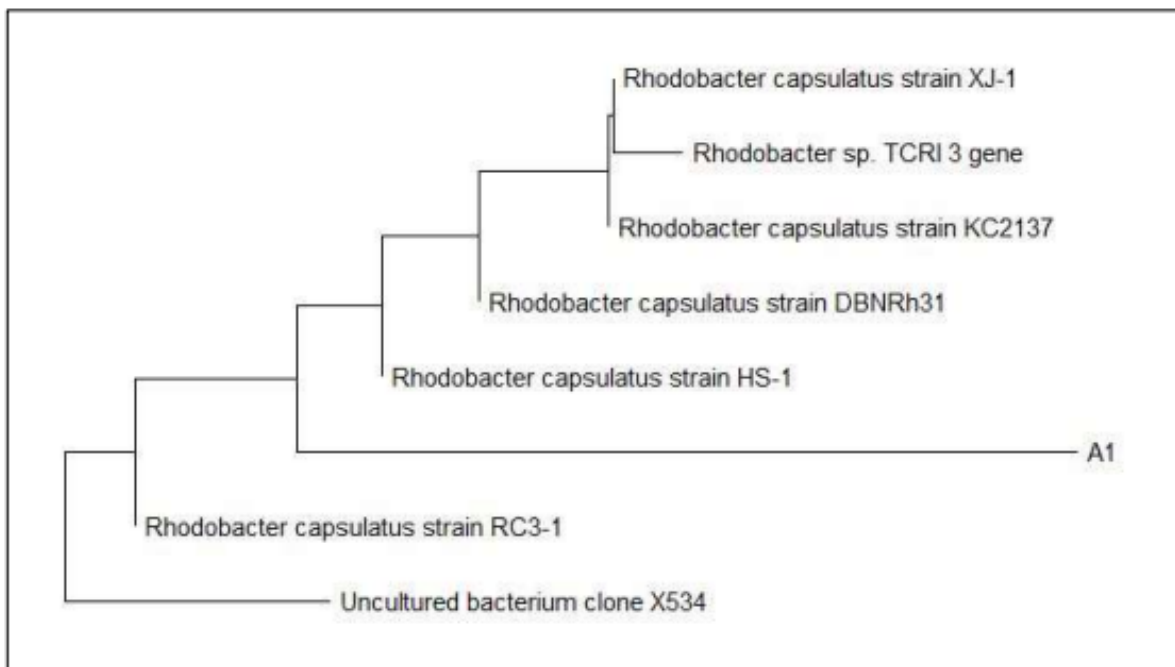 Rhodobacter capsulatus strain XJ-1
Rhodobacter sp. TCRI 3 gene
Rhodobacter capsulatus strain KC2137
Rhodobacter capsulatus strain DBNRh31
Rhodobacter capsulatus strain HS-1
A1
Rhodobacter capsulatus strain RC3-1
Uncultured bacterium clone X534